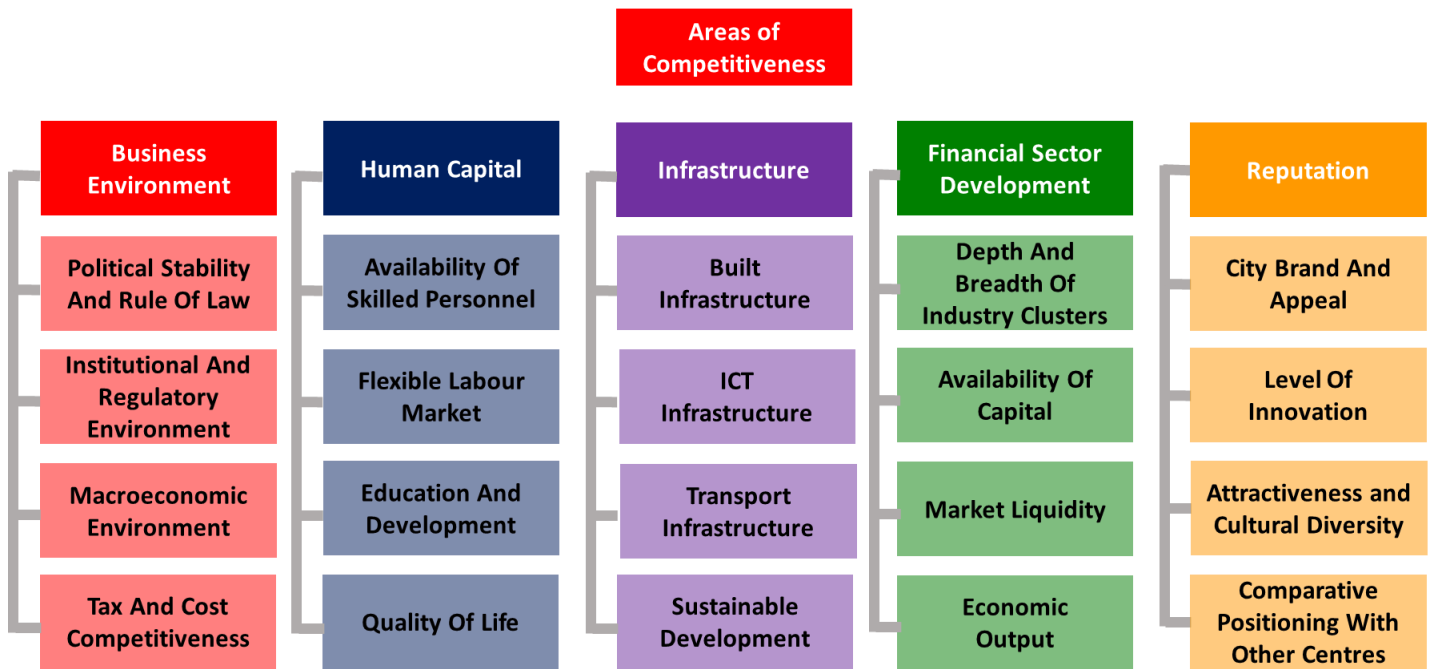 Areas of
Competitiveness
Business
Environment
Political Stability
And Rule Of Law
Institutional And
Regulatory
Environment
Macroeconomic
Environment
Tax And Cost
Competitiveness
Human Capital
Availability Of
Skilled Personnel
Flexible Labour
Market
Education And
Development
Quality Of Life
Infrastructure
Built
Infrastructure
ICT
Infrastructure
Transport
Infrastructure
Sustainable
Development
Financial Sector
Development
Depth And
Breadth Of
Industry Clusters
Availability Of
Capital
Market Liquidity
Economic
Output
Reputation
City Brand And
Appeal
Level Of
Innovation
Attractiveness and
Cultural Diversity
Comparative
Positioning With
Other Centres